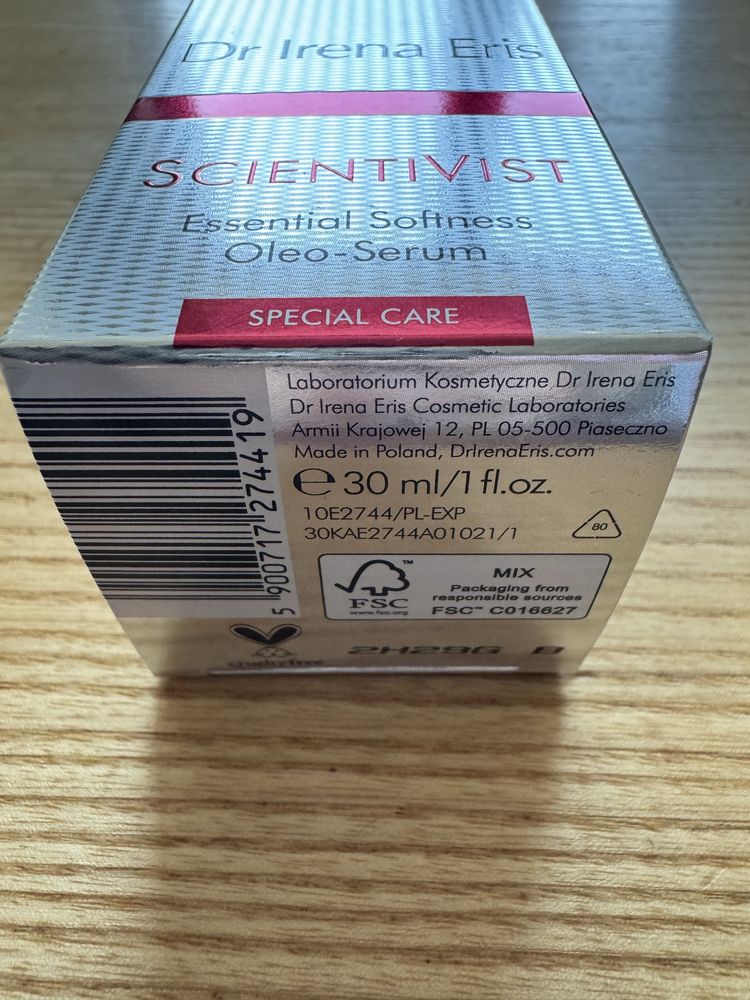 Dr Irena Eris
SCIENTIVIST
Essential Softness
Oleo-Serum
SPECIAL CARE
Laboratorium Kosmetyczne Dr Irena Eris
Dr Irena Eris Cosmetic Laboratories
Armii Krajowej 12, PL 05-500 Piaseczno
Made in Poland, DrIrenaEris.com
℮ 30 ml/1 fl.oz.
10E2744/PL-EXP
30KAE2744A01021/1
80
5 900717 274419
FSC™
www.fsc.org
MIX
Packaging from
responsible sources
FSC™ C016627
cruelty free
2H29G B